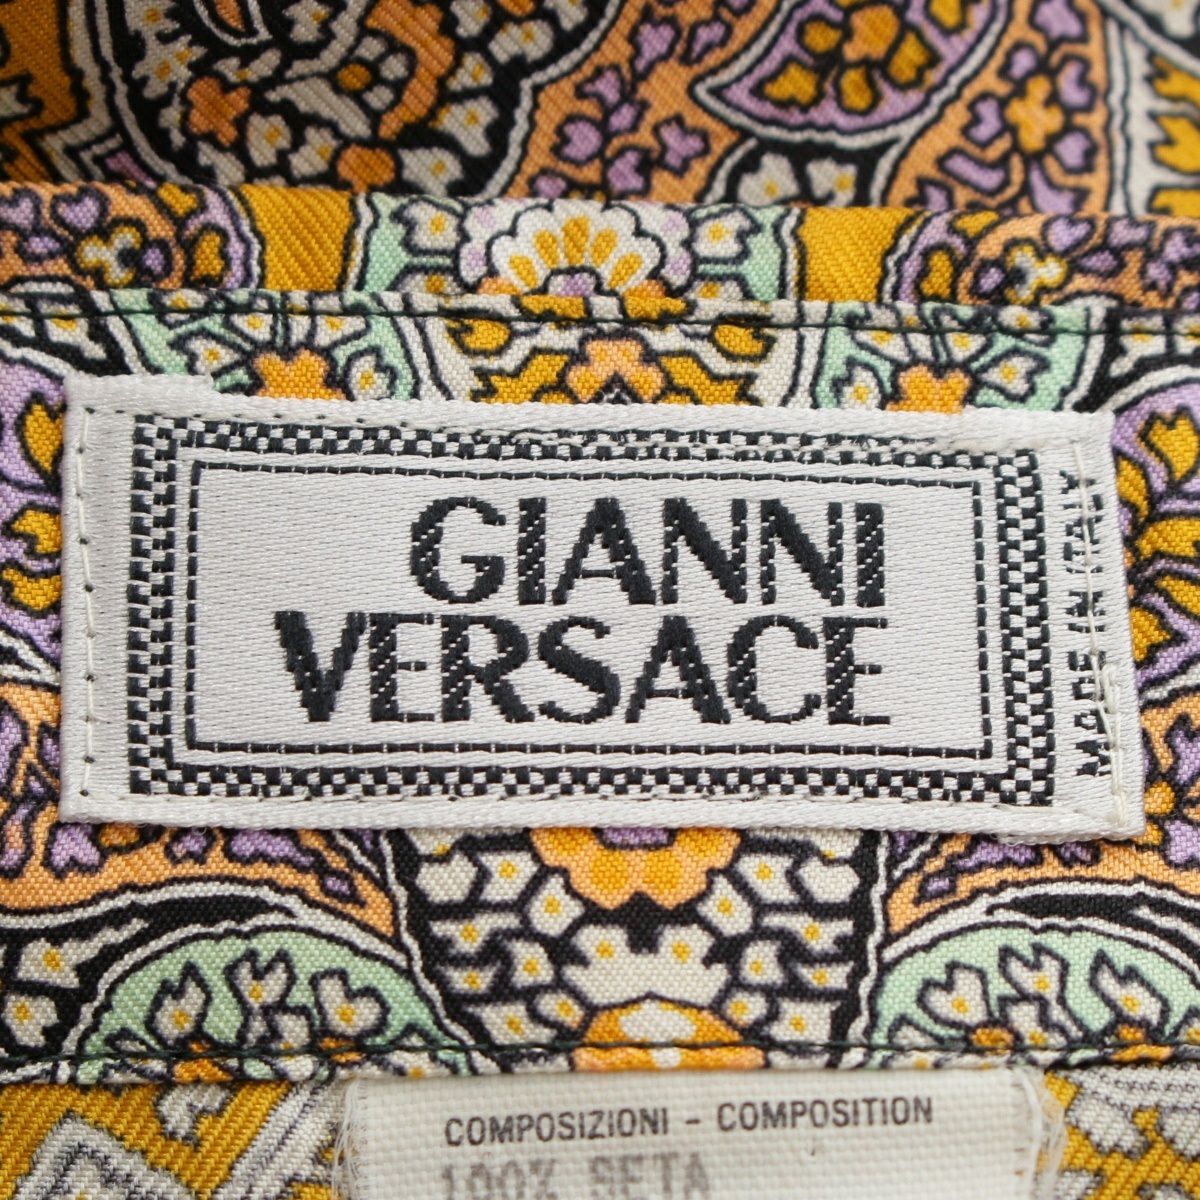 GIANNI
VERSACE
MADE IN ITALY
COMPOSIZIONI - COMPOSITION
100% SETA